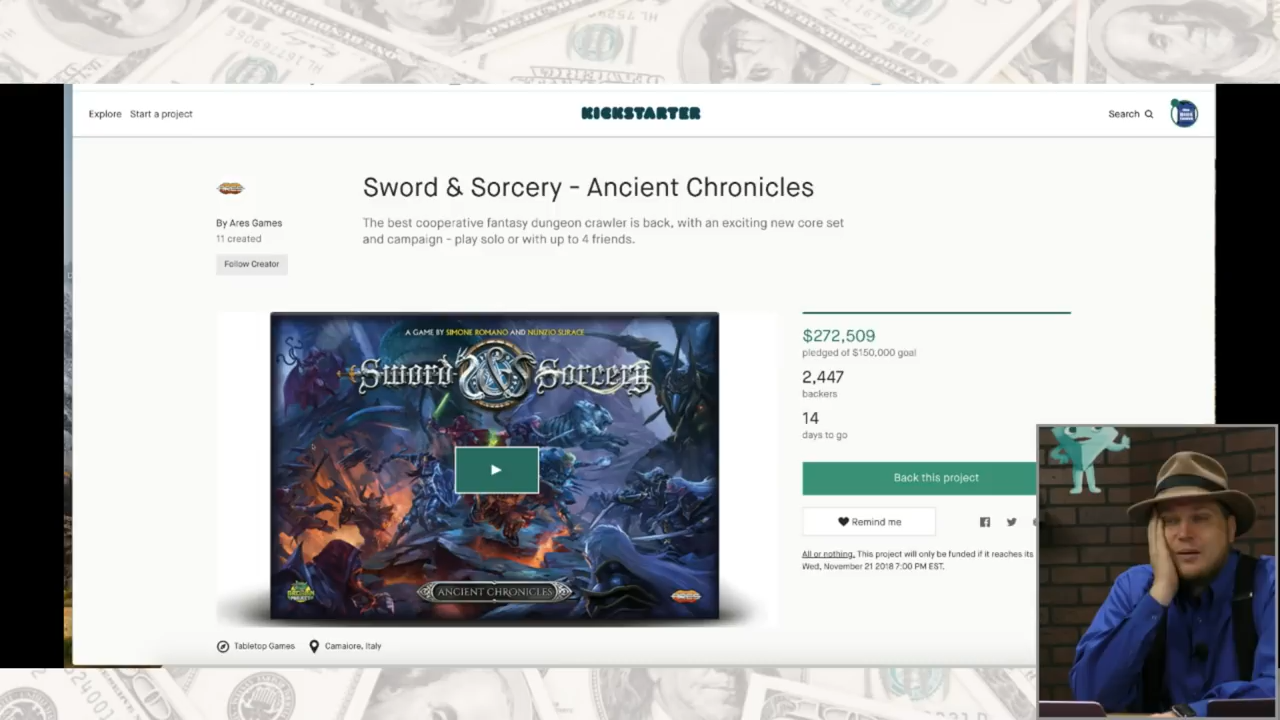 Explore Start a project
KICKSTARTER
Search
Sword & Sorcery - Ancient Chronicles
The best cooperative fantasy dungeon crawler is back, with an exciting new core set
and campaign - play solo or with up to 4 friends.
By Ares Games
11 created
Follow Creator
A GAME BY SIMONE ROMANO AND NUNZIO SURACE
Sword & Sorcery
ANCIENT CHRONICLES
$272,509
pledged of $150,000 goal
2,447
backers
14
days to go
Back this project
Remind me
All or nothing. This project will only be funded if it reaches its
Wed, November 21 2018 7:00 PM EST.
Tabletop Games
Camaiore, Italy